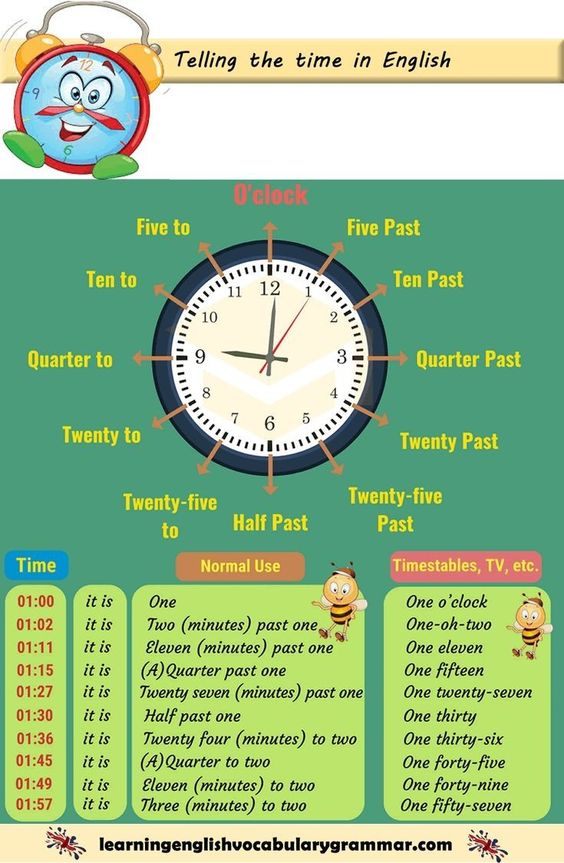 Telling the time in English
12
9
6
O'clock
Five to
Five Past
Ten to
Ten Past
Quarter to
Quarter Past
Twenty to
Twenty Past
Twenty-five
to
Half Past
Twenty-five
Past
12
1
2
3
4
5
6
7
8
9
10
11
Time
Normal Use
Timestables, TV, etc.
01:00 it is One One o'clock
01:02 it is Two (minutes) past one One-oh-two
01:11 it is Eleven (minutes) past one One eleven
01:15 it is (A)Quarter past one One fifteen
01:27 it is Twenty seven (minutes) past one One twenty-seven
01:30 it is Half past one One thirty
01:36 it is Twenty four (minutes) to two One thirty-six
01:45 it is (A)Quarter to two One forty-five
01:49 it is Eleven (minutes) to two One forty-nine
01:57 it is Three (minutes) to two One fifty-seven
learningenglishvocabularygrammar.com